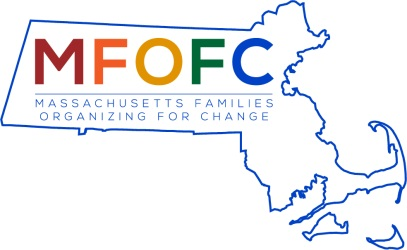 MFOFC
MASSACHUSETTS FAMILIES
ORGANIZING FOR CHANGE